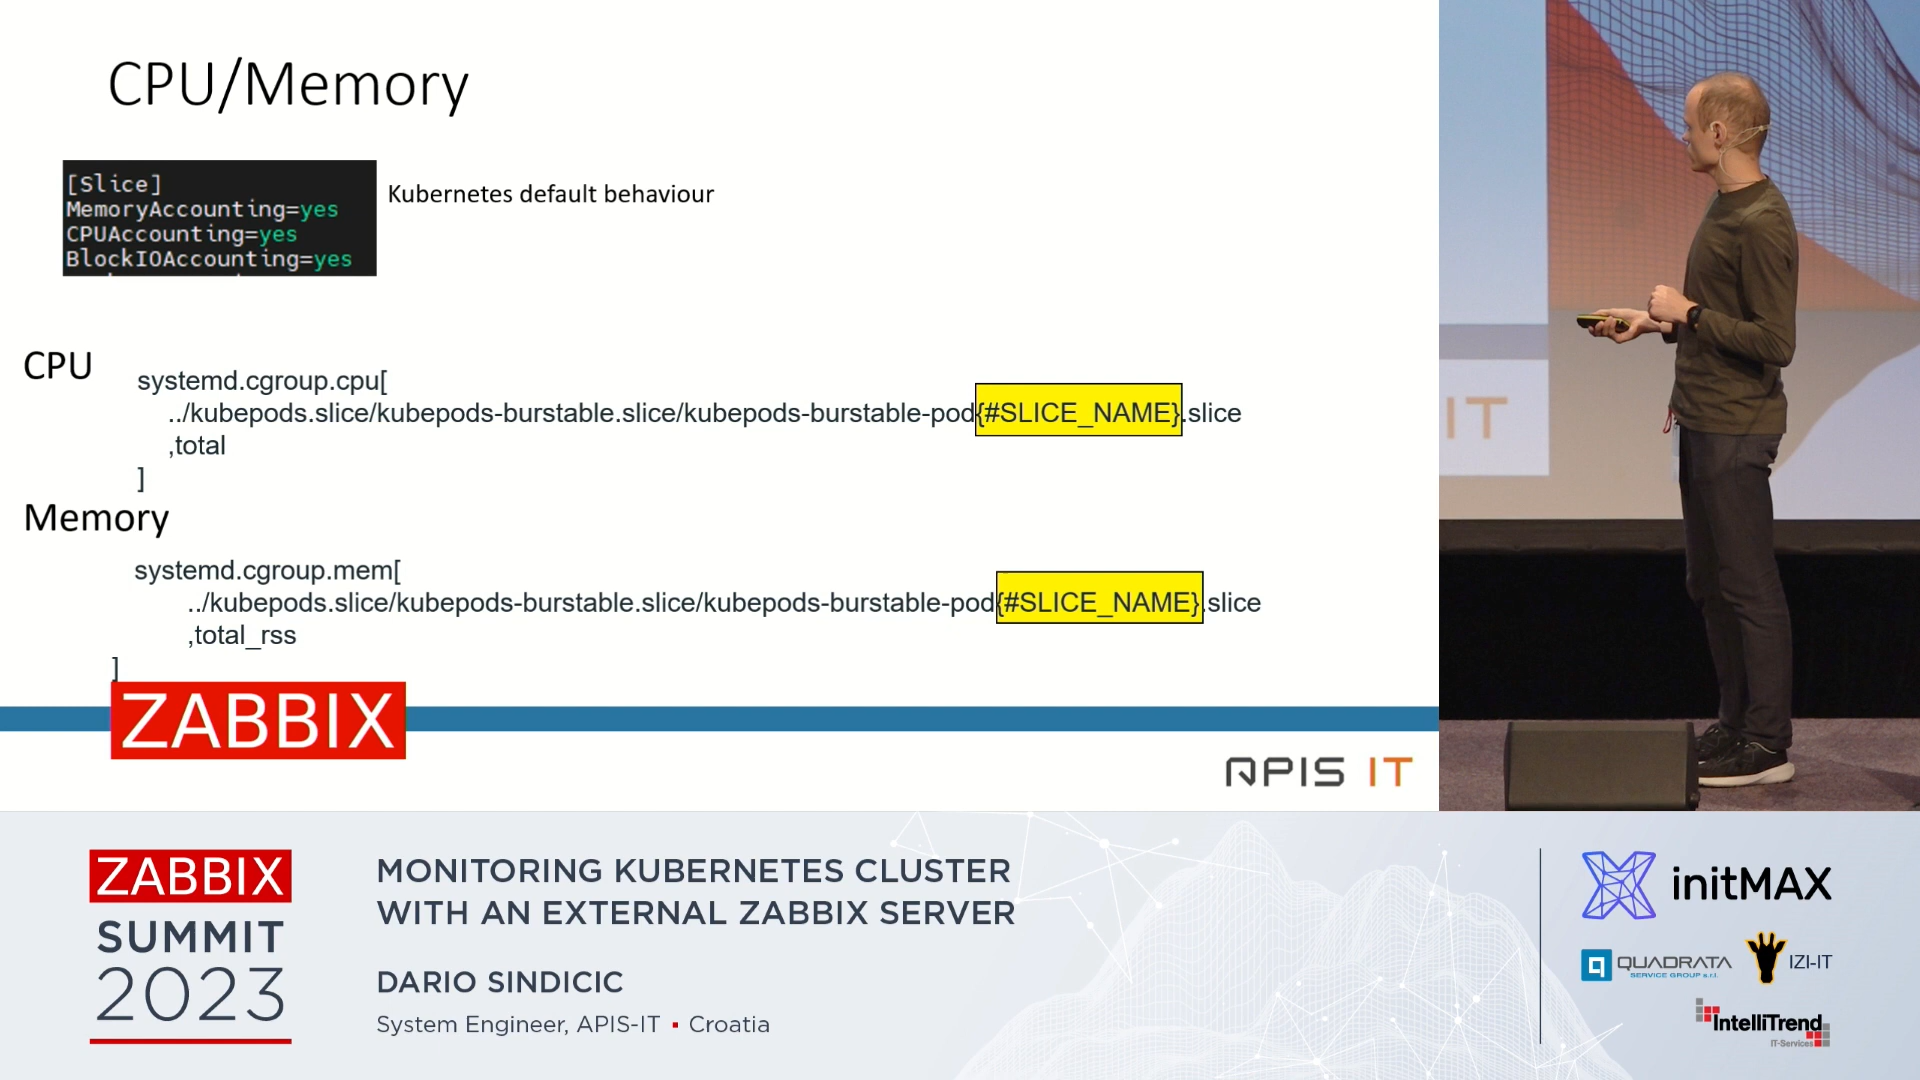 CPU/Memory
[Slice]
MemoryAccounting=yes
CPUAccounting=yes
BlockIOAccounting=yes
Kubernetes default behaviour
CPU
systemd.cgroup.cpu[
../kubepods.slice/kubepods-burstable.slice/kubepods-burstable-pod{#SLICE_NAME}.slice
,total
]
Memory
systemd.cgroup.mem[
../kubepods.slice/kubepods-burstable.slice/kubepods-burstable-pod{#SLICE_NAME}.slice
,total_rss
]
ZABBIX
APIS IT
IT
ZABBIX
SUMMIT
2023
MONITORING KUBERNETES CLUSTER
WITH AN EXTERNAL ZABBIX SERVER
DARIO SINDICIC
System Engineer, APIS-IT ▪ Croatia
initMAX
QUADRATA
SERVICE GROUP s.r.l.
IZI-IT
IntelliTrend
IT-Services